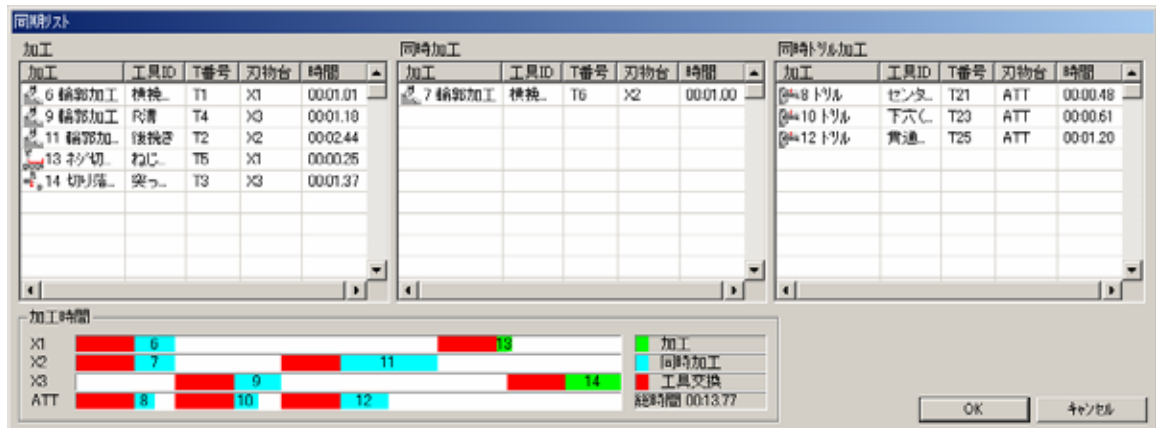 同期リスト
加工
加工 工具ID T番号 刃物台 時間
6 輪郭加工 横挽... T1 X1 00:01.01
9 輪郭加工 R溝 T4 X3 00:01.18
11 輪郭加... 後挽き T2 X2 00:02.44
13 ネジ切... ねじ... T5 X1 00:00.25
14 切り落... 突っ... T3 X3 00:01.37
同時加工
加工 工具ID T番号 刃物台 時間
7 輪郭加工 横挽... T6 X2 00:01.00
同時ドリル加工
加工 工具ID T番号 刃物台 時間
8 ドリル センタ... T21 ATT 00:00.48
10 ドリル 下穴(... T23 ATT 00:00.61
12 ドリル 貫通... T25 ATT 00:01.20
加工時間
X1 6 13
X2 7 11
X3 9 14
ATT 8 10 12
加工
同時加工
工具交換
総時間 00:13.77
OK キャンセル